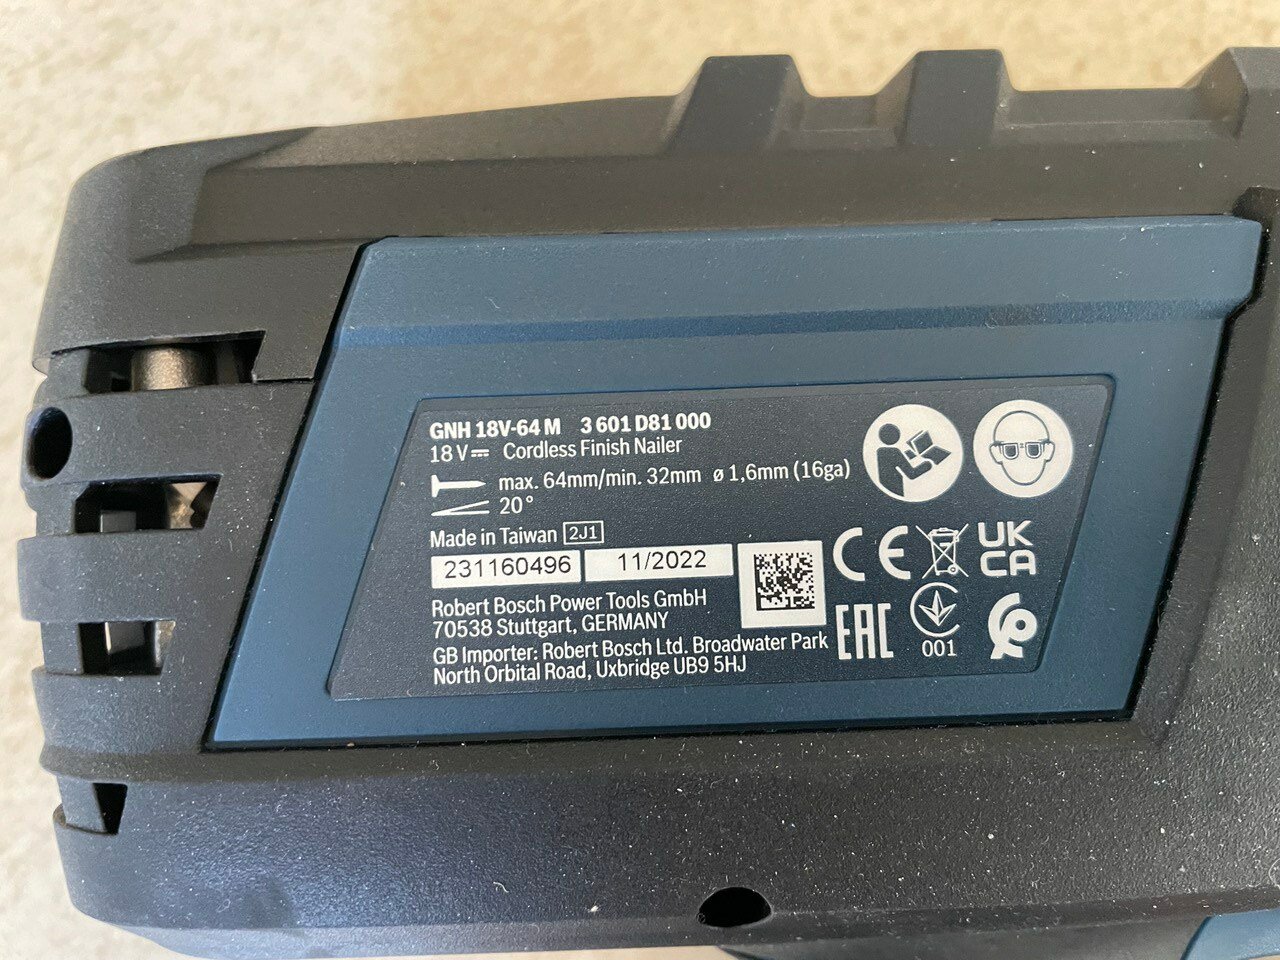 GNH 18V-64 M 3 601 D81 000
18 V⎓ Cordless Finish Nailer
max. 64mm/min. 32mm ø 1,6mm (16ga)
20°
Made in Taiwan 2J1
231160496 11/2022
Robert Bosch Power Tools GmbH
70538 Stuttgart, GERMANY
GB Importer: Robert Bosch Ltd. Broadwater Park
North Orbital Road, Uxbridge UB9 5HJ
CE
UK
CA
EAC
001